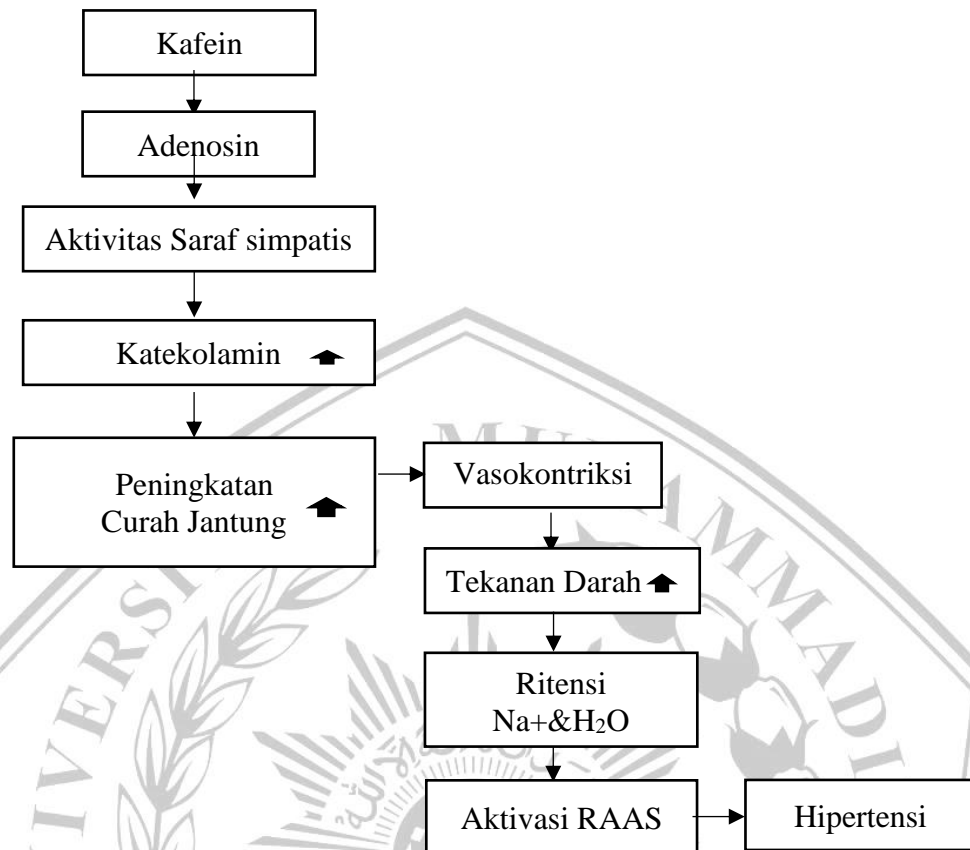 Kafein
Adenosin
Aktivitas Saraf simpatis
Katekolamin
Peningkatan
Curah Jantung
Vasokontriksi
Tekanan Darah
Ritensi
Na+&H₂O
Aktivasi RAAS
Hipertensi